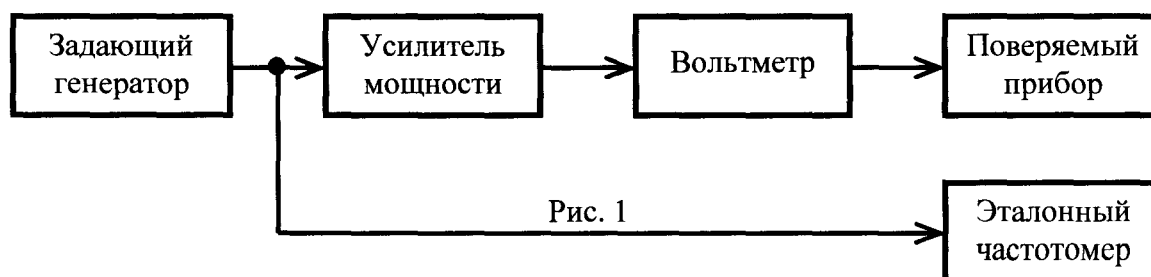 Задающий
генератор
Усилитель
мощности
Вольтметр
Поверяемый
прибор
Рис. 1
Эталонный
частотомер